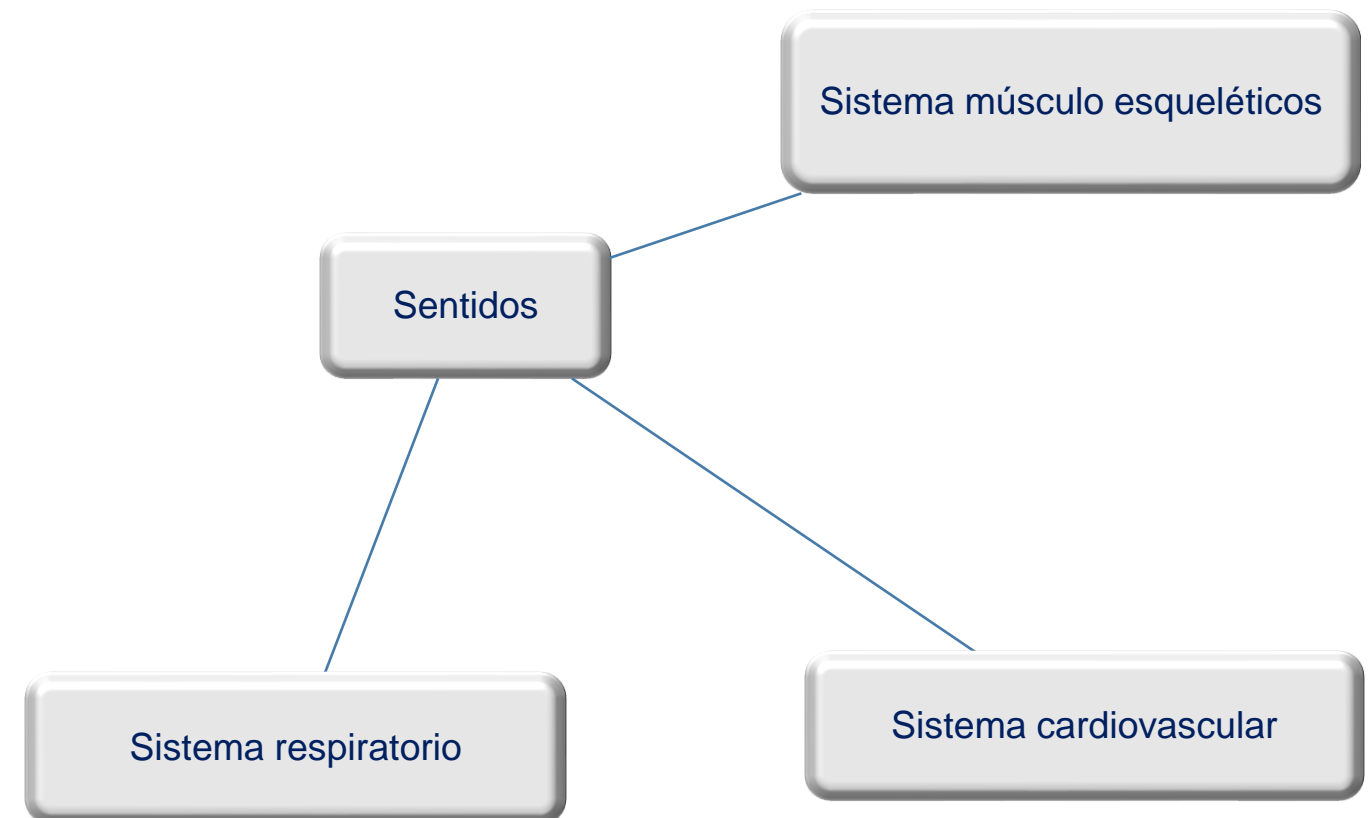 Sistema músculo esqueléticos
Sentidos
Sistema respiratorio
Sistema cardiovascular